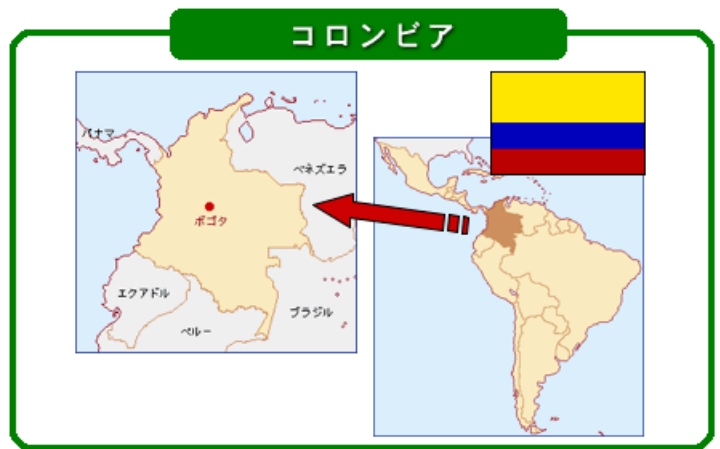 コロンビア
パナマ
ベネズエラ
ボゴタ
エクアドル
ブラジル
ペルー